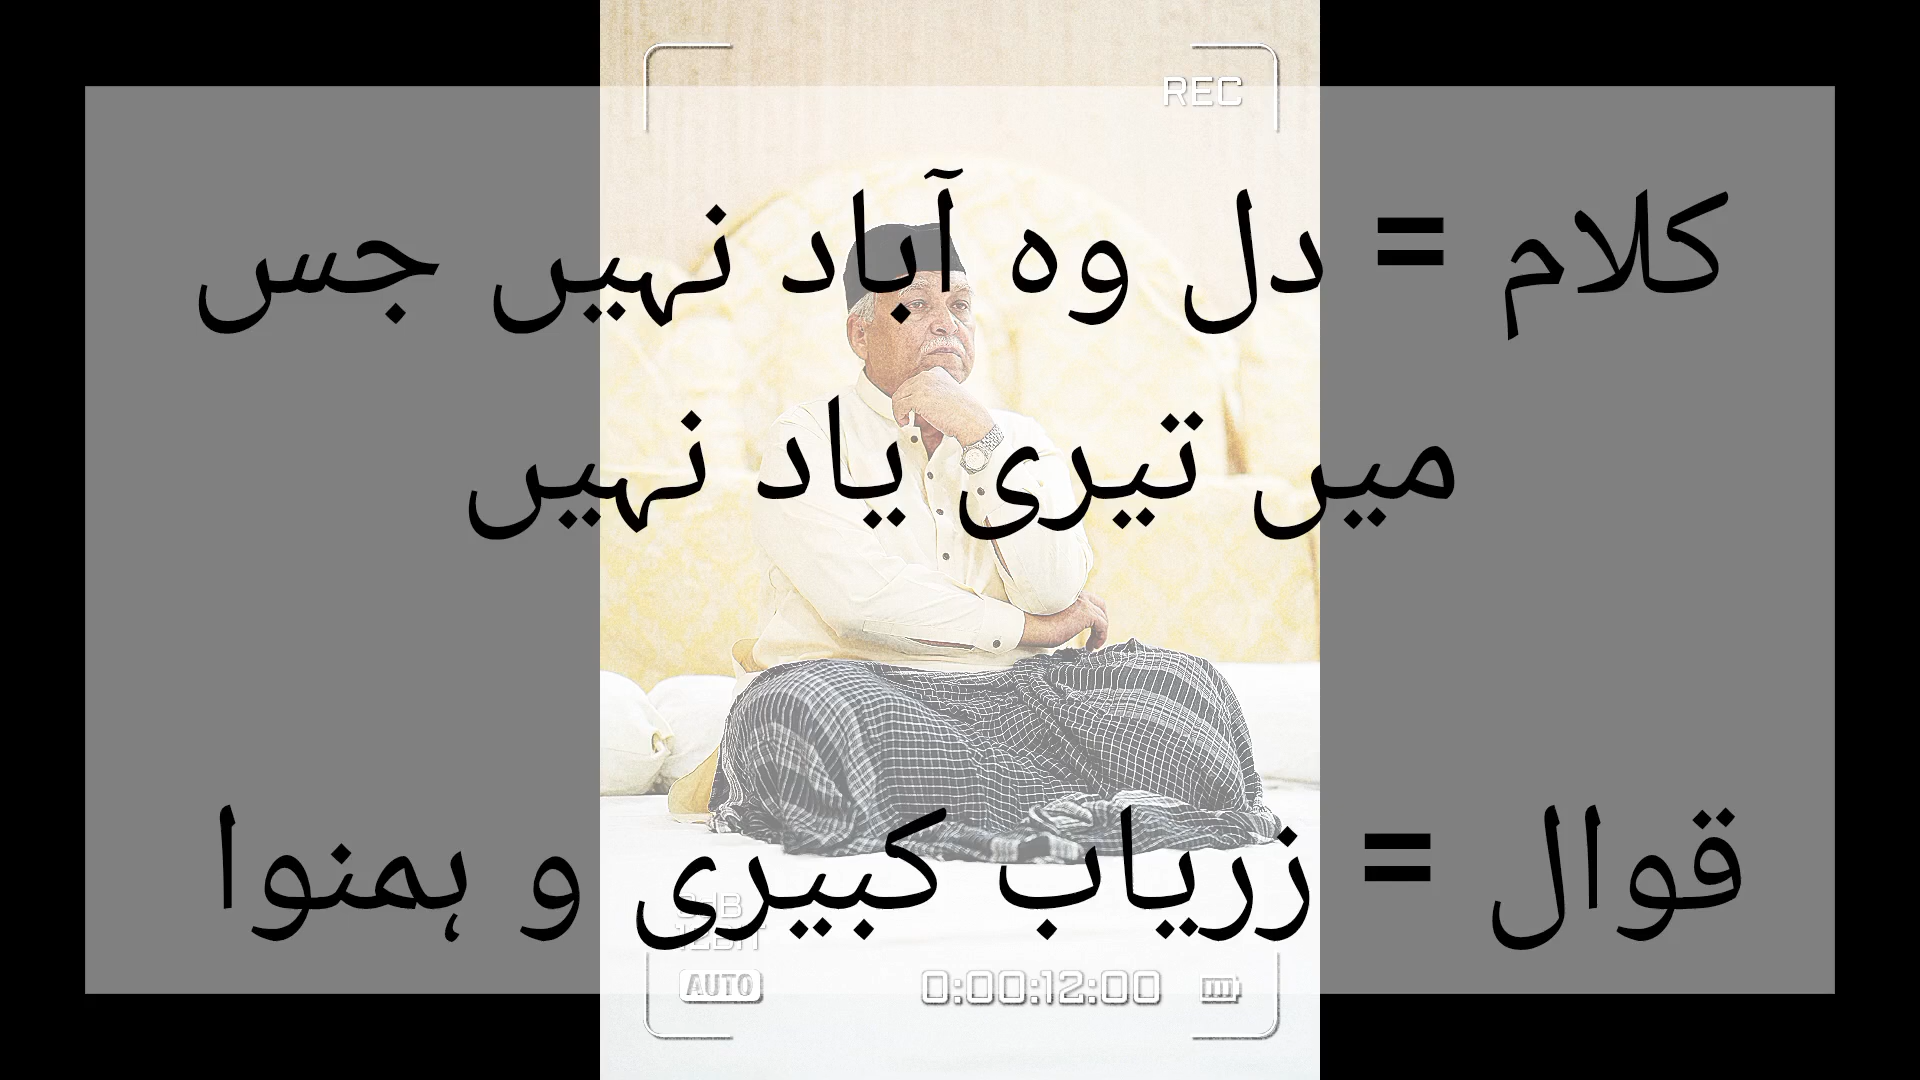 REC
کلام = دل وہ آباد نہیں جس
میں تیری یاد نہیں
قوال = زریاب کبیری و ہمنوا
12BIT
AUTO 0:00:12:00